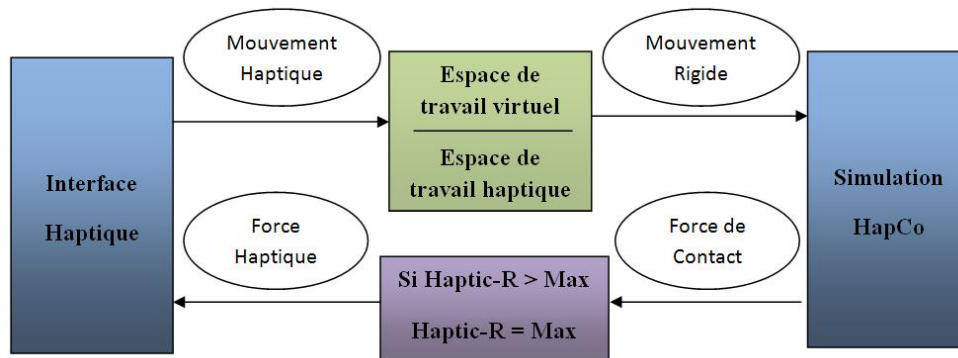 Mouvement
Haptique
Mouvement
Rigide
Espace de
travail virtuel
Espace de
travail haptique
Interface
Haptique
Simulation
HapCo
Force
Haptique
Force de
Contact
Si Haptic-R > Max
Haptic-R = Max